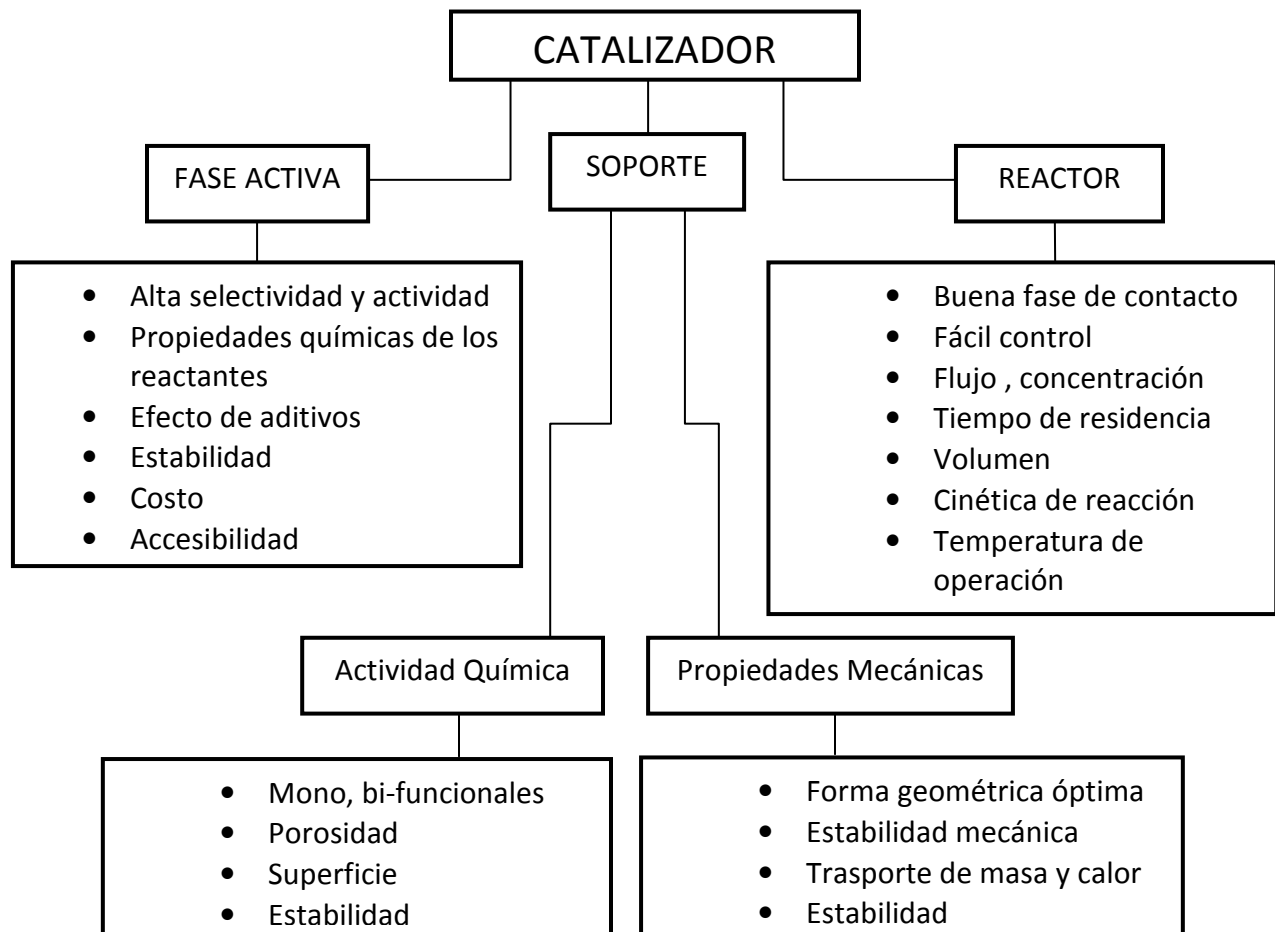 CATALIZADOR
FASE ACTIVA
SOPORTE
REACTOR
• Alta selectividad y actividad
• Propiedades químicas de los
reactantes
• Efecto de aditivos
• Estabilidad
• Costo
• Accesibilidad
• Buena fase de contacto
• Fácil control
• Flujo , concentración
• Tiempo de residencia
• Volumen
• Cinética de reacción
• Temperatura de
operación
Actividad Química
Propiedades Mecánicas
• Mono, bi-funcionales
• Porosidad
• Superficie
• Estabilidad
• Forma geométrica óptima
• Estabilidad mecánica
• Trasporte de masa y calor
• Estabilidad